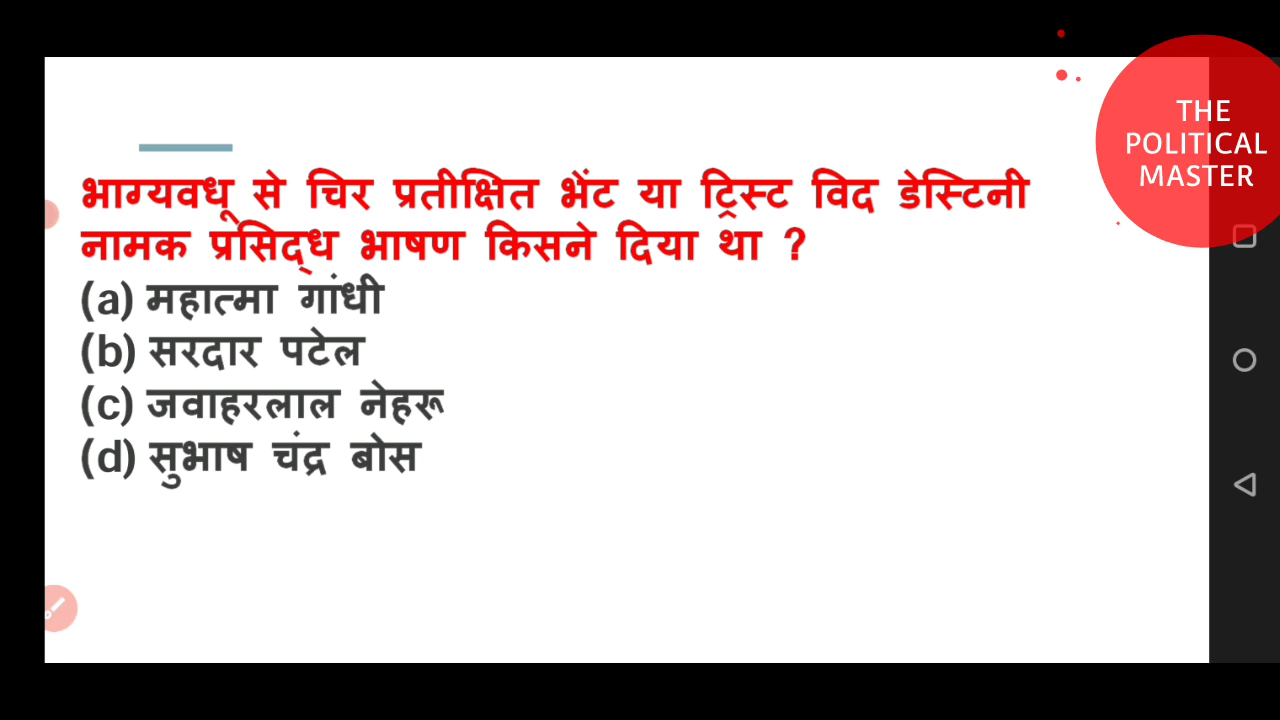 THE
POLITICAL
MASTER
भाग्यवधू से चिर प्रतीक्षित भेंट या ट्रिस्ट विद डेस्टिनी
नामक प्रसिद्ध भाषण किसने दिया था ?
(a) महात्मा गांधी
(b) सरदार पटेल
(c) जवाहरलाल नेहरू
(d) सुभाष चंद्र बोस